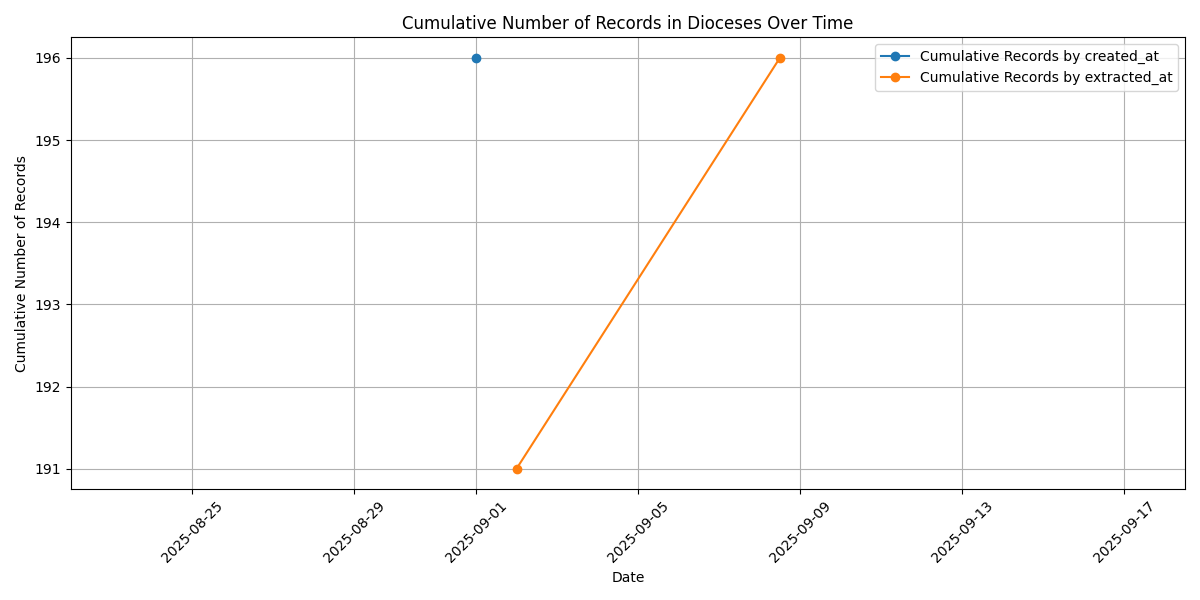 Cumulative Number of Records in Dioceses Over Time
Cumulative Records by created_at
Cumulative Records by extracted_at
Cumulative Number of Records
196
195
194
193
192
191
2025-08-25
2025-08-29
2025-09-01
2025-09-05
2025-09-09
2025-09-13
2025-09-17
Date